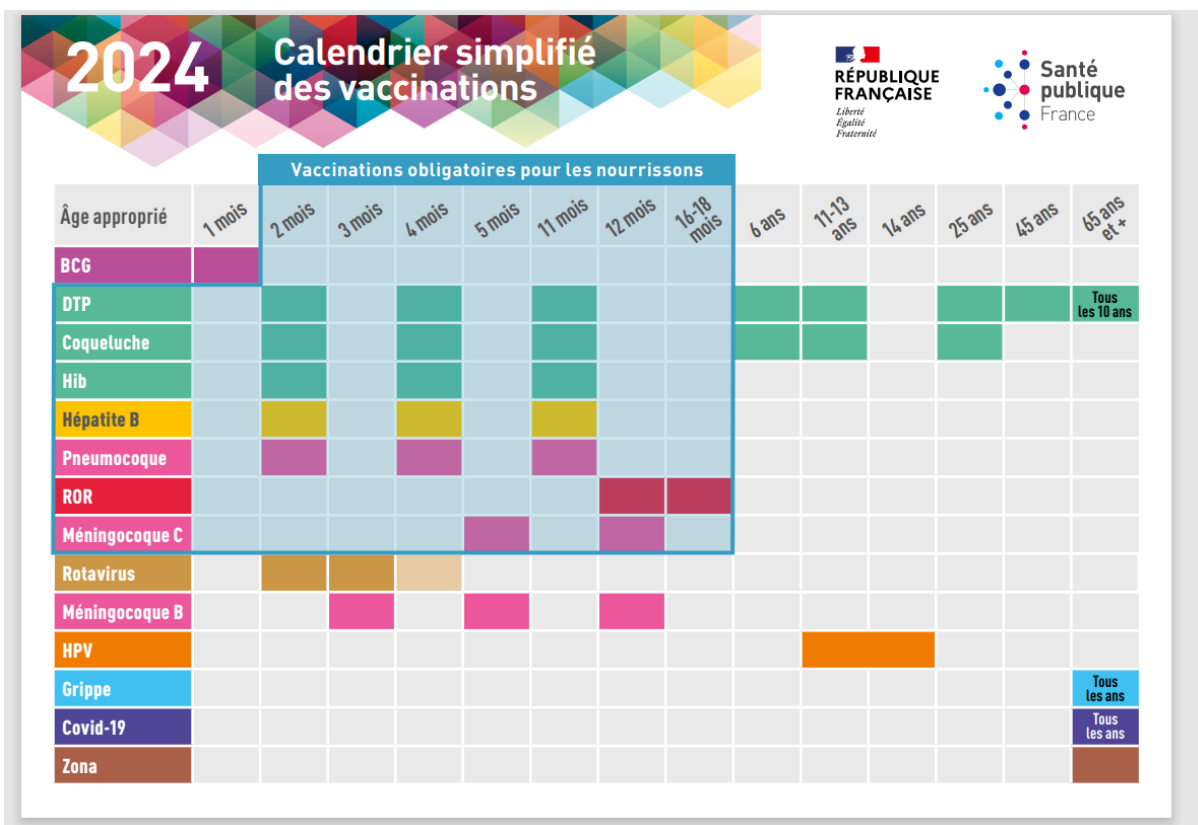 2024
Calendrier simplifié
des vaccinations
RÉPUBLIQUE
FRANÇAISE
Liberté
Égalité
Fraternité
Santé
publique
France
Vaccinations obligatoires pour les nourrissons
Âge approprié
1 mois
2 mois
3 mois
4 mois
5 mois
11 mois
12 mois
16-18
mois
6 ans
11-13
ans
14 ans
25 ans
45 ans
65 ans
et +
BCG
DTP
Tous
les 10 ans
Coqueluche
Hib
Hépatite B
Pneumocoque
ROR
Méningocoque C
Rotavirus
Méningocoque B
HPV
Grippe
Tous
les ans
Covid-19
Tous
les ans
Zona